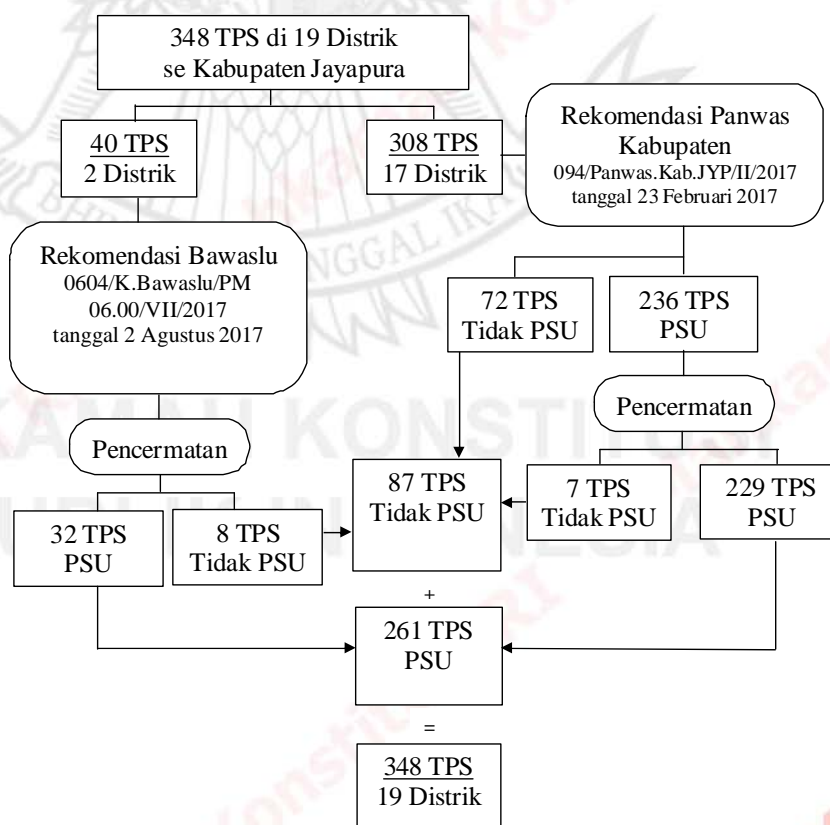 348 TPS di 19 Distrik
se Kabupaten Jayapura
40 TPS
2 Distrik
308 TPS
17 Distrik
Rekomendasi Panwas
Kabupaten
094/Panwas.Kab.JYP/II/2017
tanggal 23 Februari 2017
Rekomendasi Bawaslu
0604/K.Bawaslu/PM
06.00/VII/2017
tanggal 2 Agustus 2017
72 TPS
Tidak PSU
236 TPS
PSU
Pencermatan
Pencermatan
32 TPS
PSU
8 TPS
Tidak PSU
87 TPS
Tidak PSU
7 TPS
Tidak PSU
229 TPS
PSU
+
261 TPS
PSU
=
348 TPS
19 Distrik